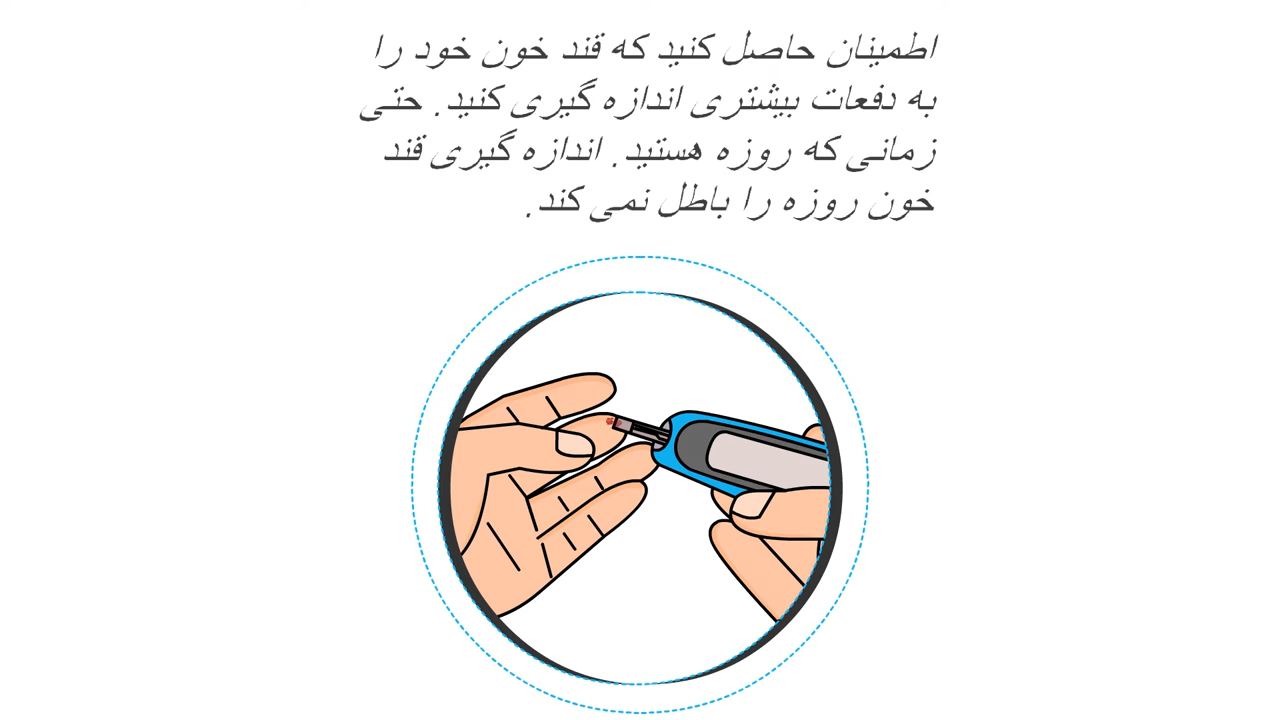 اطمینان حاصل کنید که قند خون خود را
به دفعات بیشتری اندازه گیری کنید. حتی
زمانی که روزه هستید. اندازه گیری قند
خون روزه را باطل نمی کند.